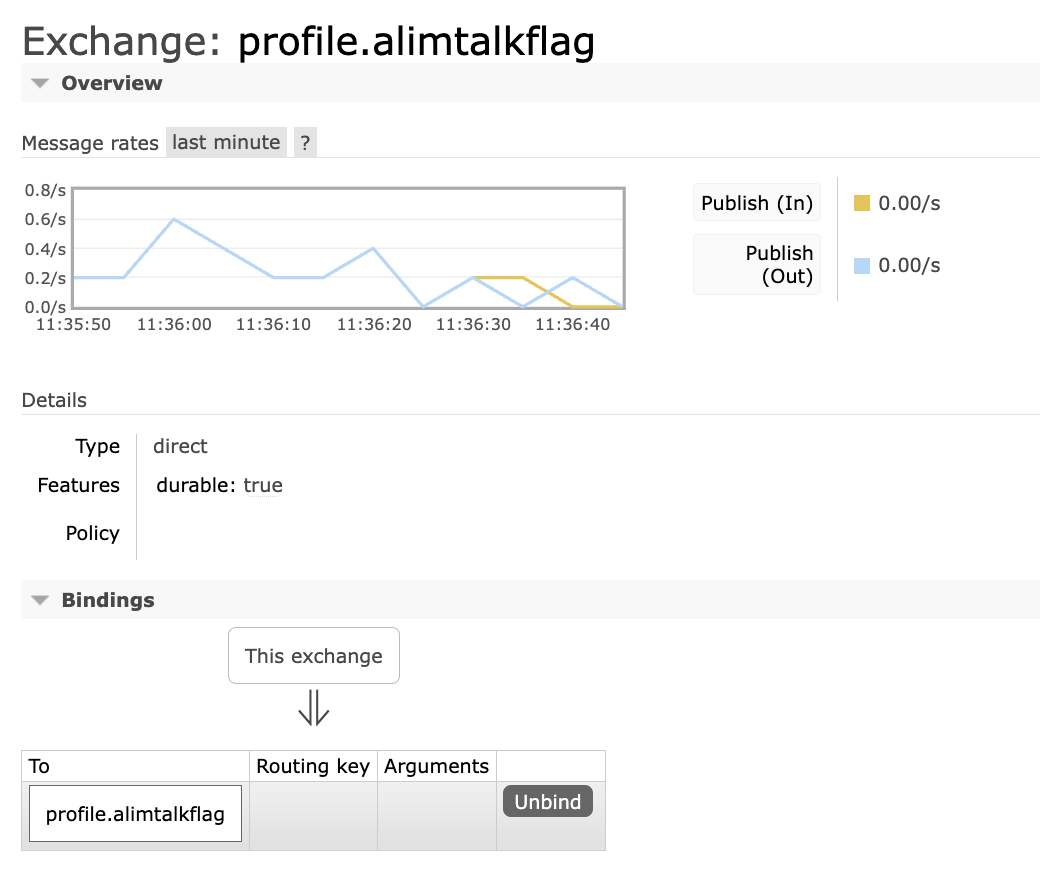 Exchange: profile.alimtalkflag
Overview
Message rates last minute ?
0.8/s
0.6/s
0.4/s
0.2/s
0.0/s
11:35:50 11:36:00 11:36:10 11:36:20 11:36:30 11:36:40
Publish (In) 0.00/s
Publish
(Out) 0.00/s
Details
Type direct
Features durable: true
Policy
Bindings
This exchange
To Routing key Arguments
profile.alimtalkflag Unbind